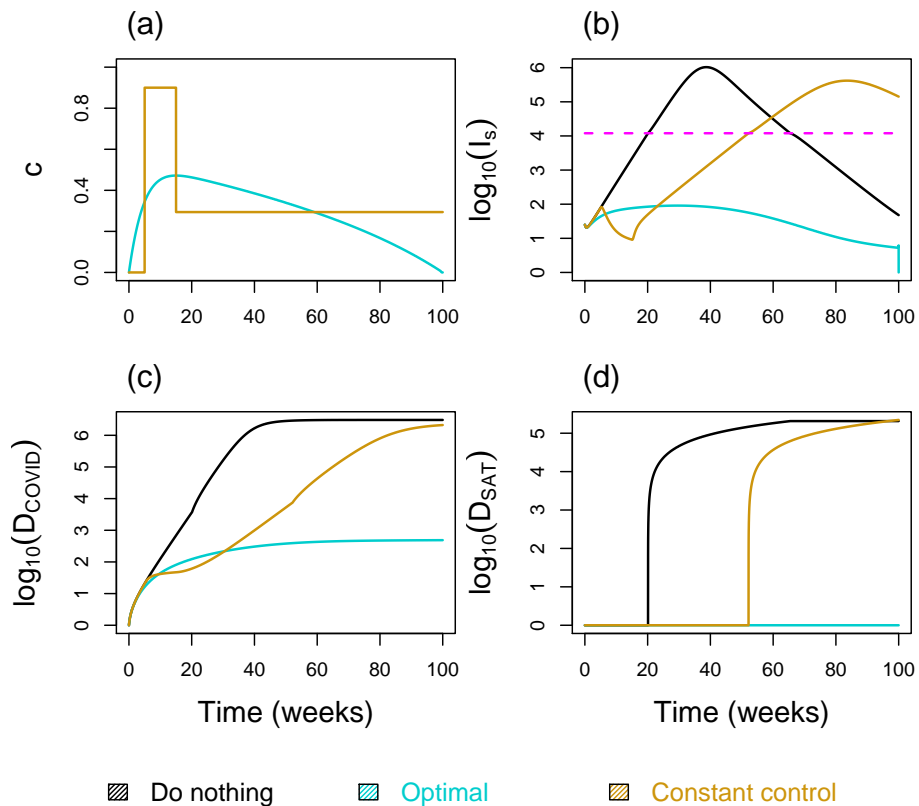 (a)
(b)
c
0.0 0.4 0.8
0 20 40 60 80 100
log10(Is)
0 1 2 3 4 5 6
0 20 40 60 80 100
(c)
(d)
log10(DCOVID)
0 1 2 3 4 5 6
0 20 40 60 80 100
Time (weeks)
log10(DSAT)
0 1 2 3 4 5
0 20 40 60 80 100
Time (weeks)
Do nothing Optimal Constant control